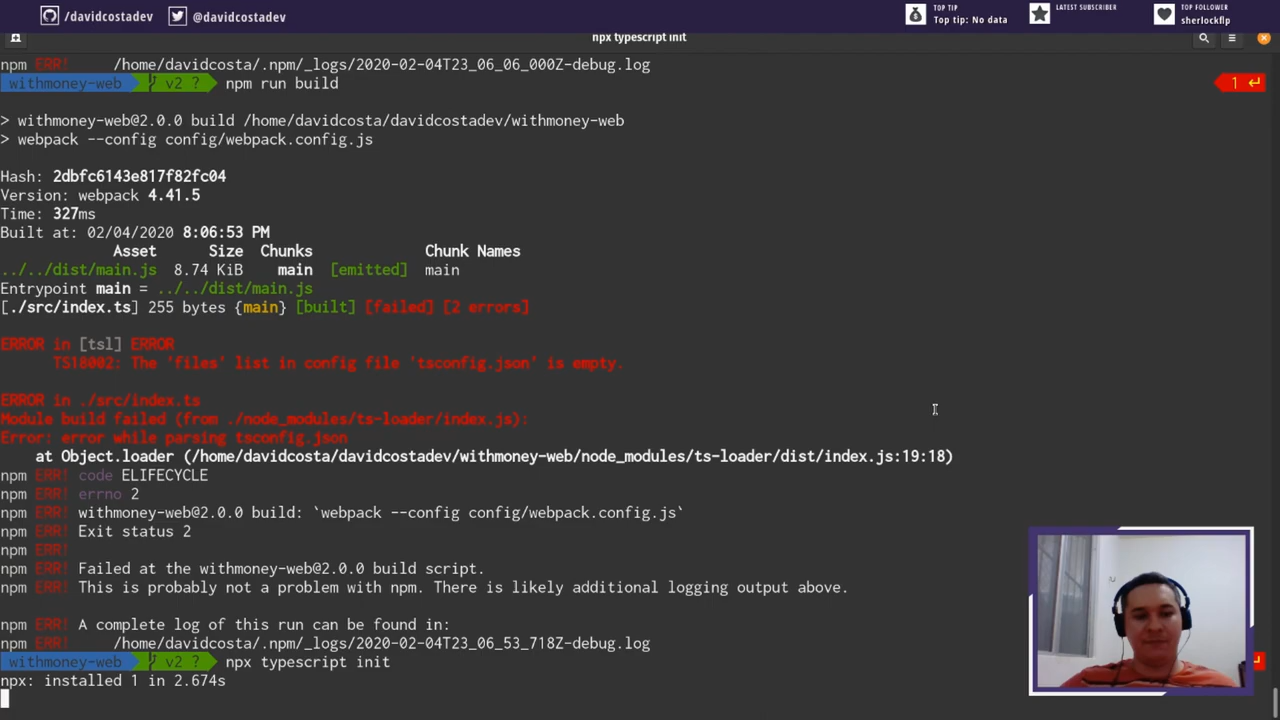 /davidcostadev @davidcostadev
TOP TIP
Top tip: No data
LATEST SUBSCRIBER
TOP FOLLOWER
sherlockflp
npx typescript init
npm ERR! /home/davidcosta/.npm/_logs/2020-02-04T23_06_06_000Z-debug.log
withmoney-web v2 ? npm run build 1 ↵
> withmoney-web@2.0.0 build /home/davidcosta/davidcostadev/withmoney-web
> webpack --config config/webpack.config.js
Hash: 2dbfc6143e817f82fc04
Version: webpack 4.41.5
Time: 327ms
Built at: 02/04/2020 8:06:53 PM
Asset Size Chunks Chunk Names
../../dist/main.js 8.74 KiB main [emitted] main
Entrypoint main = ../../dist/main.js
[./src/index.ts] 255 bytes {main} [built] [failed] [2 errors]
ERROR in [tsl] ERROR
TS18002: The 'files' list in config file 'tsconfig.json' is empty.
ERROR in ./src/index.ts
Module build failed (from ./node_modules/ts-loader/index.js):
Error: error while parsing tsconfig.json
at Object.loader (/home/davidcosta/davidcostadev/withmoney-web/node_modules/ts-loader/dist/index.js:19:18)
npm ERR! code ELIFECYCLE
npm ERR! errno 2
npm ERR! withmoney-web@2.0.0 build: `webpack --config config/webpack.config.js`
npm ERR! Exit status 2
npm ERR!
npm ERR! Failed at the withmoney-web@2.0.0 build script.
npm ERR! This is probably not a problem with npm. There is likely additional logging output above.
npm ERR! A complete log of this run can be found in:
npm ERR! /home/davidcosta/.npm/_logs/2020-02-04T23_06_53_718Z-debug.log
withmoney-web v2 ? npx typescript init ↵
npx: installed 1 in 2.674s